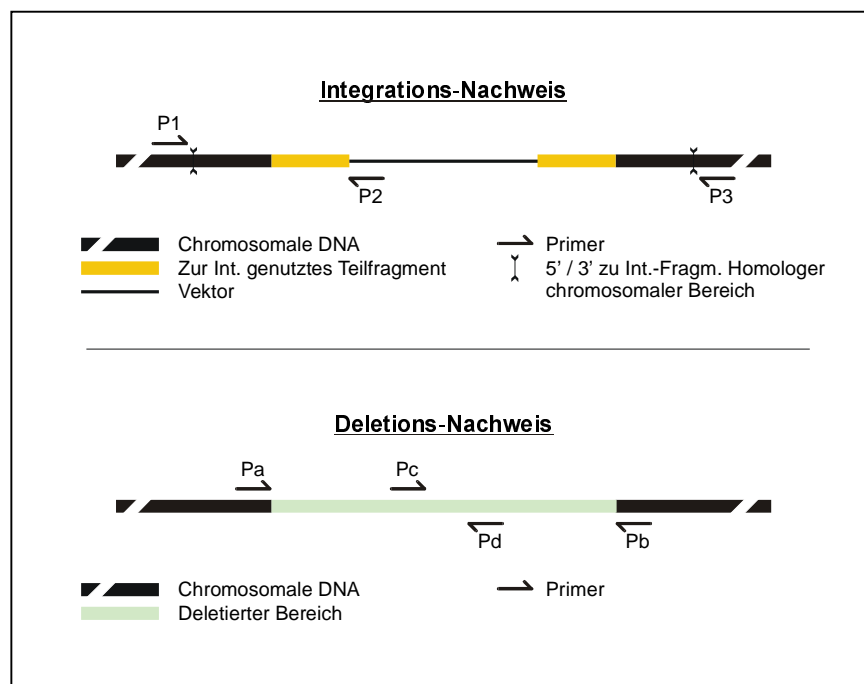 Integrations-Nachweis
P1
P2
P3
Chromosomale DNA
Zur Int. genutztes Teilfragment
Vektor
Primer
5' / 3' zu Int.-Fragm. Homologer
chromosomaler Bereich
Deletions-Nachweis
Pa
Pc
Pd
Pb
Chromosomale DNA
Deletierter Bereich
Primer